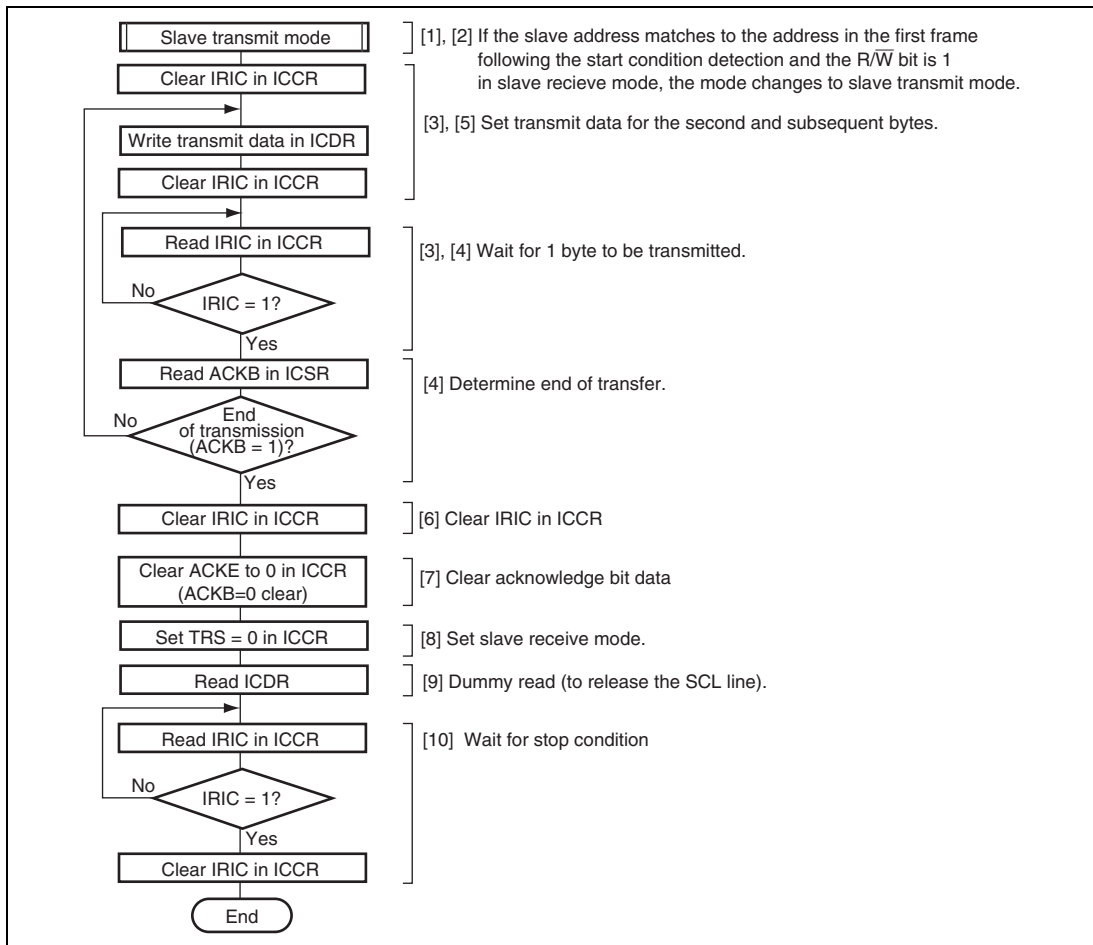 Slave transmit mode
[1], [2] If the slave address matches to the address in the first frame
following the start condition detection and the R/W̅ bit is 1
in slave recieve mode, the mode changes to slave transmit mode.
Clear IRIC in ICCR
[3], [5] Set transmit data for the second and subsequent bytes.
Write transmit data in ICDR
Clear IRIC in ICCR
Read IRIC in ICCR
[3], [4] Wait for 1 byte to be transmitted.
No
IRIC = 1?
Yes
Read ACKB in ICSR
[4] Determine end of transfer.
No
End
of transmission
(ACKB = 1)?
Yes
Clear IRIC in ICCR
[6] Clear IRIC in ICCR
Clear ACKE to 0 in ICCR
(ACKB=0 clear)
[7] Clear acknowledge bit data
Set TRS = 0 in ICCR
[8] Set slave receive mode.
Read ICDR
[9] Dummy read (to release the SCL line).
Read IRIC in ICCR
[10] Wait for stop condition
No
IRIC = 1?
Yes
Clear IRIC in ICCR
End